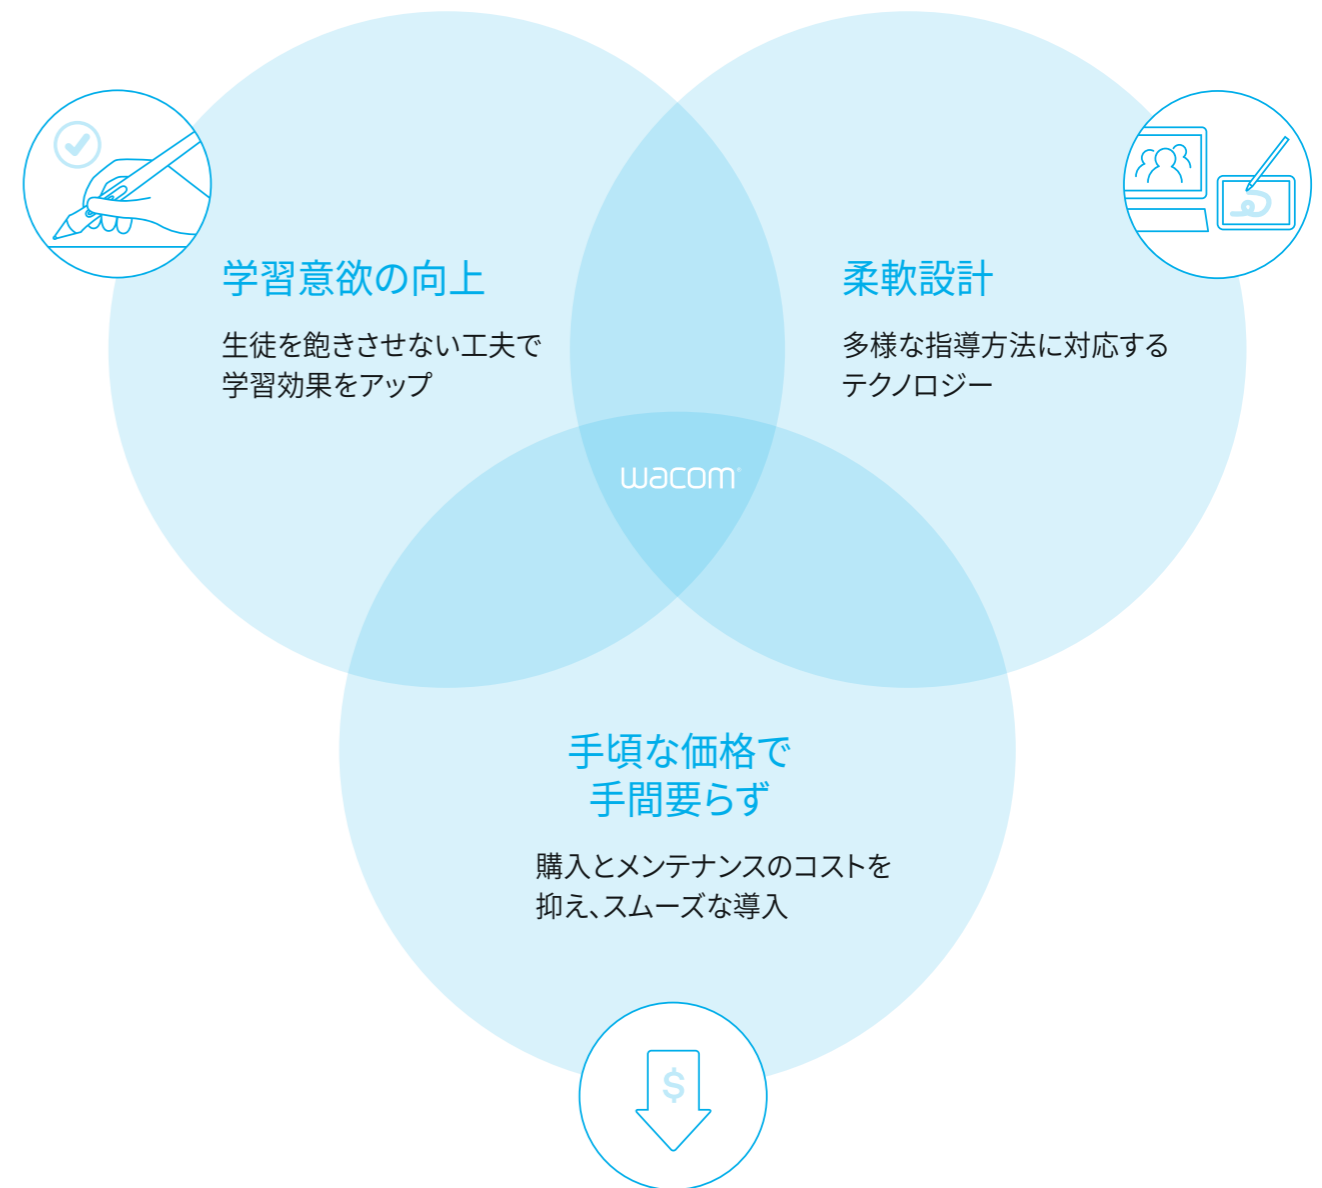 学習意欲の向上
生徒を飽きさせない工夫で
学習効果をアップ
柔軟設計
多様な指導方法に対応する
テクノロジー
wacom
手頃な価格で
手間要らず
購入とメンテナンスのコストを
抑え、スムーズな導入
$